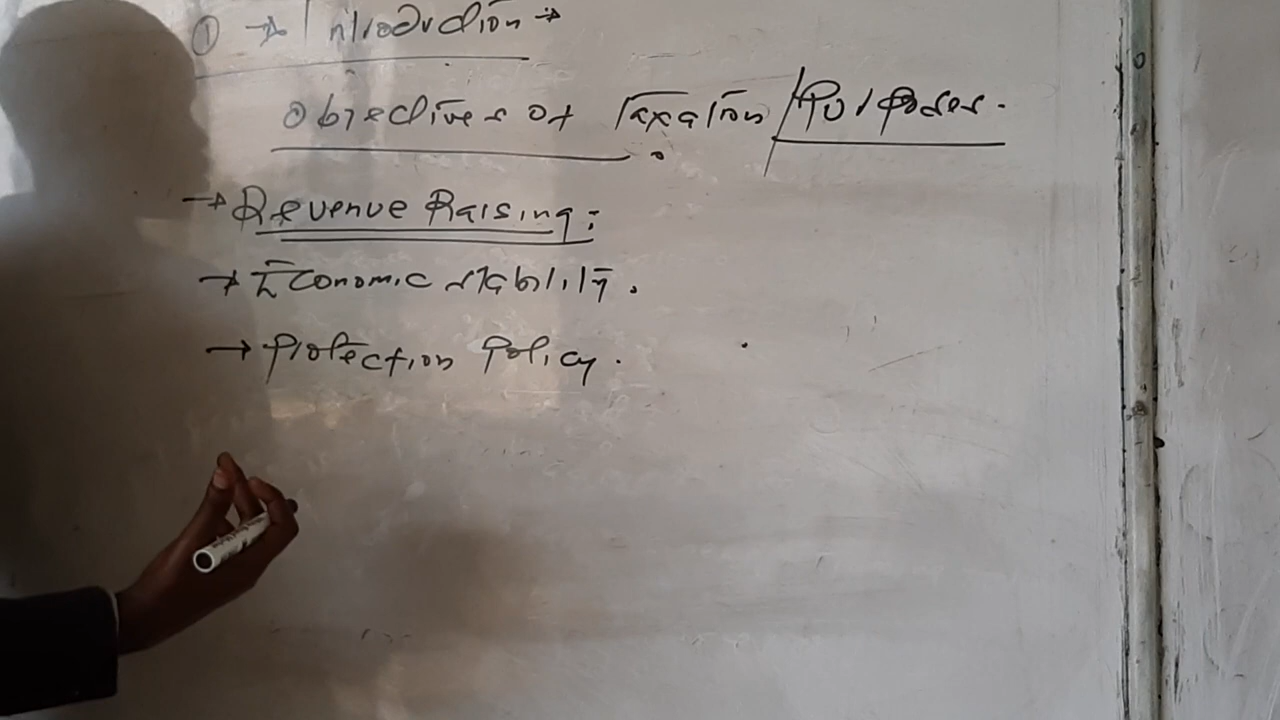 ① → Introduction →
Objectives of Taxation / Purposes.
→ Revenue Raising:
→ Economic stability.
→ Protection Policy.